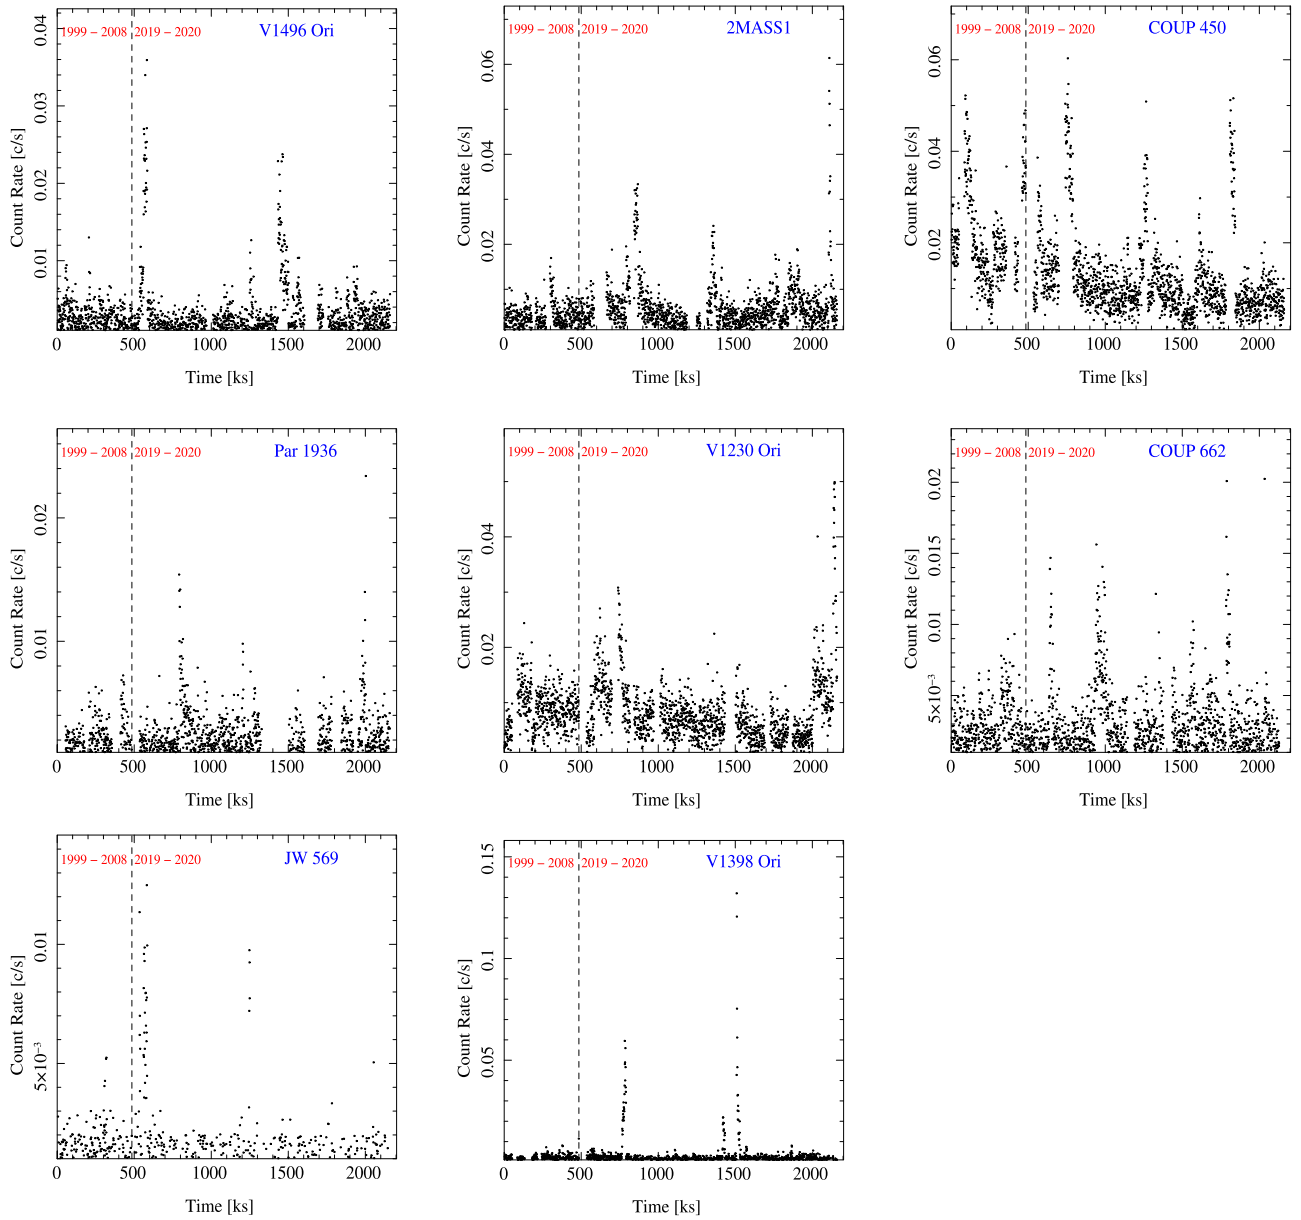 1999 – 2008 2019 – 2020
V1496 Ori
Count Rate [c/s]
0.01 0.02 0.03 0.04
0 500 1000 1500 2000
Time [ks]
1999 – 2008 2019 – 2020
2MASS1
Count Rate [c/s]
0.02 0.04 0.06
0 500 1000 1500 2000
Time [ks]
1999 – 2008 2019 – 2020
COUP 450
Count Rate [c/s]
0.02 0.04 0.06
0 500 1000 1500 2000
Time [ks]
1999 – 2008 2019 – 2020
Par 1936
Count Rate [c/s]
0.01 0.02
0 500 1000 1500 2000
Time [ks]
1999 – 2008 2019 – 2020
V1230 Ori
Count Rate [c/s]
0.02 0.04
0 500 1000 1500 2000
Time [ks]
1999 – 2008 2019 – 2020
COUP 662
Count Rate [c/s]
5×10⁻³ 0.01 0.015 0.02
0 500 1000 1500 2000
Time [ks]
1999 – 2008 2019 – 2020
JW 569
Count Rate [c/s]
5×10⁻³ 0.01
0 500 1000 1500 2000
Time [ks]
1999 – 2008 2019 – 2020
V1398 Ori
Count Rate [c/s]
0.05 0.1 0.15
0 500 1000 1500 2000
Time [ks]